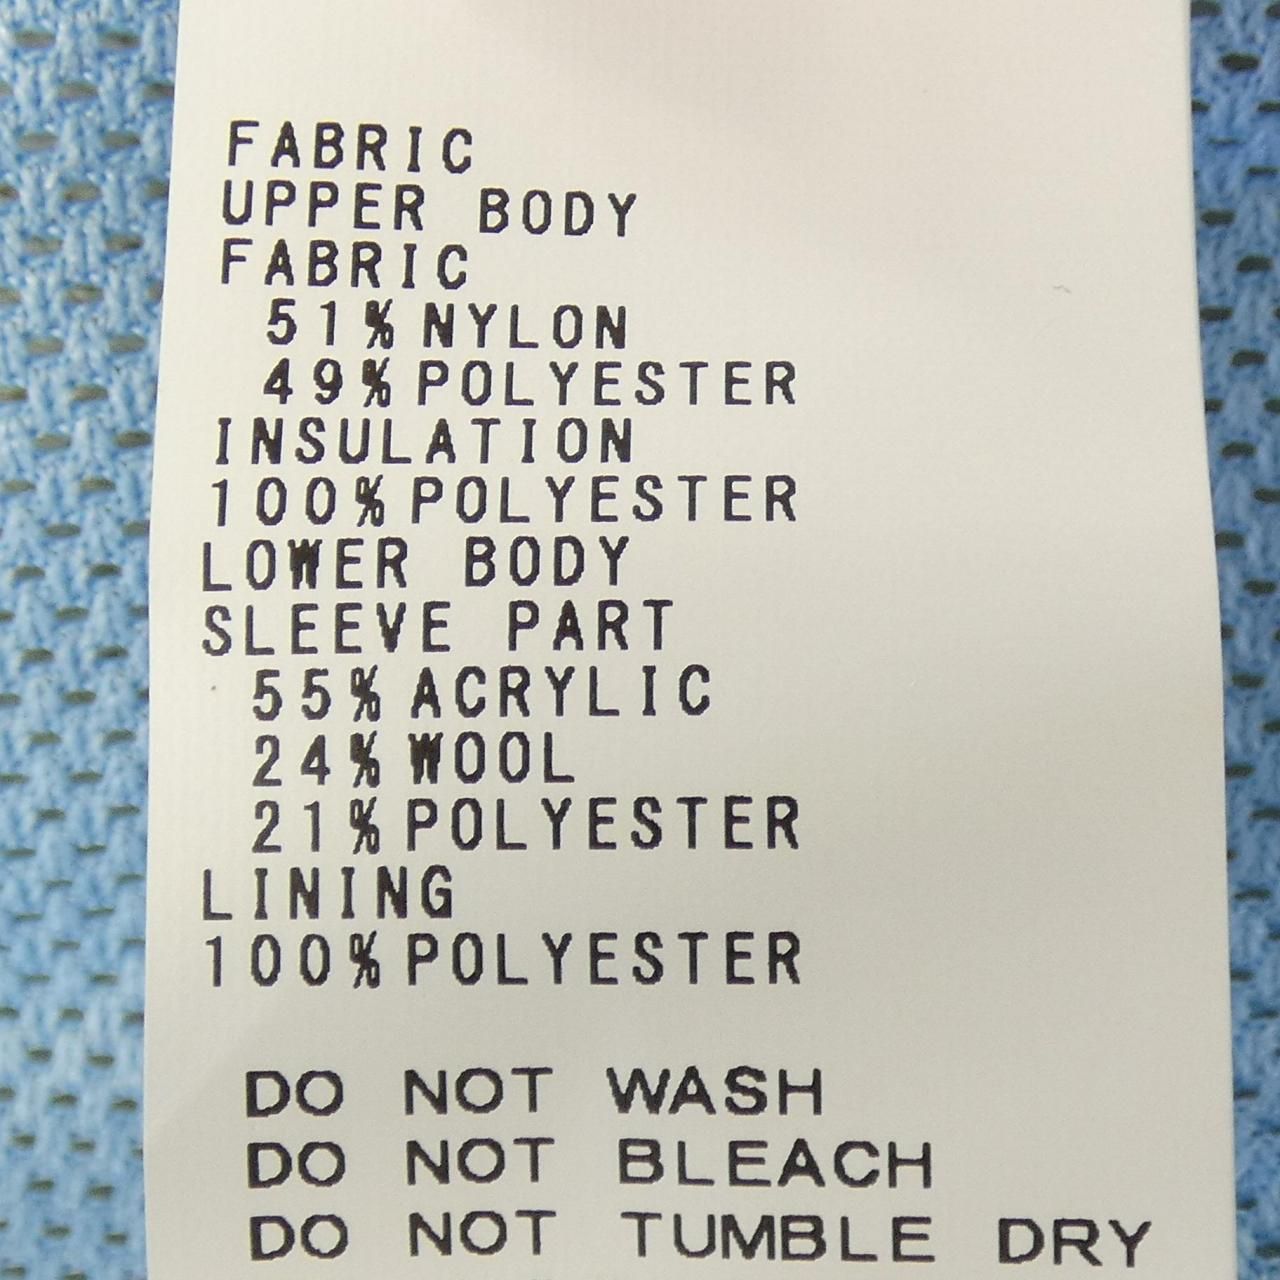 FABRIC
UPPER BODY
FABRIC
51%NYLON
49%POLYESTER
INSULATION
100%POLYESTER
LOWER BODY
SLEEVE PART
55%ACRYLIC
24%WOOL
21%POLYESTER
LINING
100%POLYESTER
DO NOT WASH
DO NOT BLEACH
DO NOT TUMBLE DRY